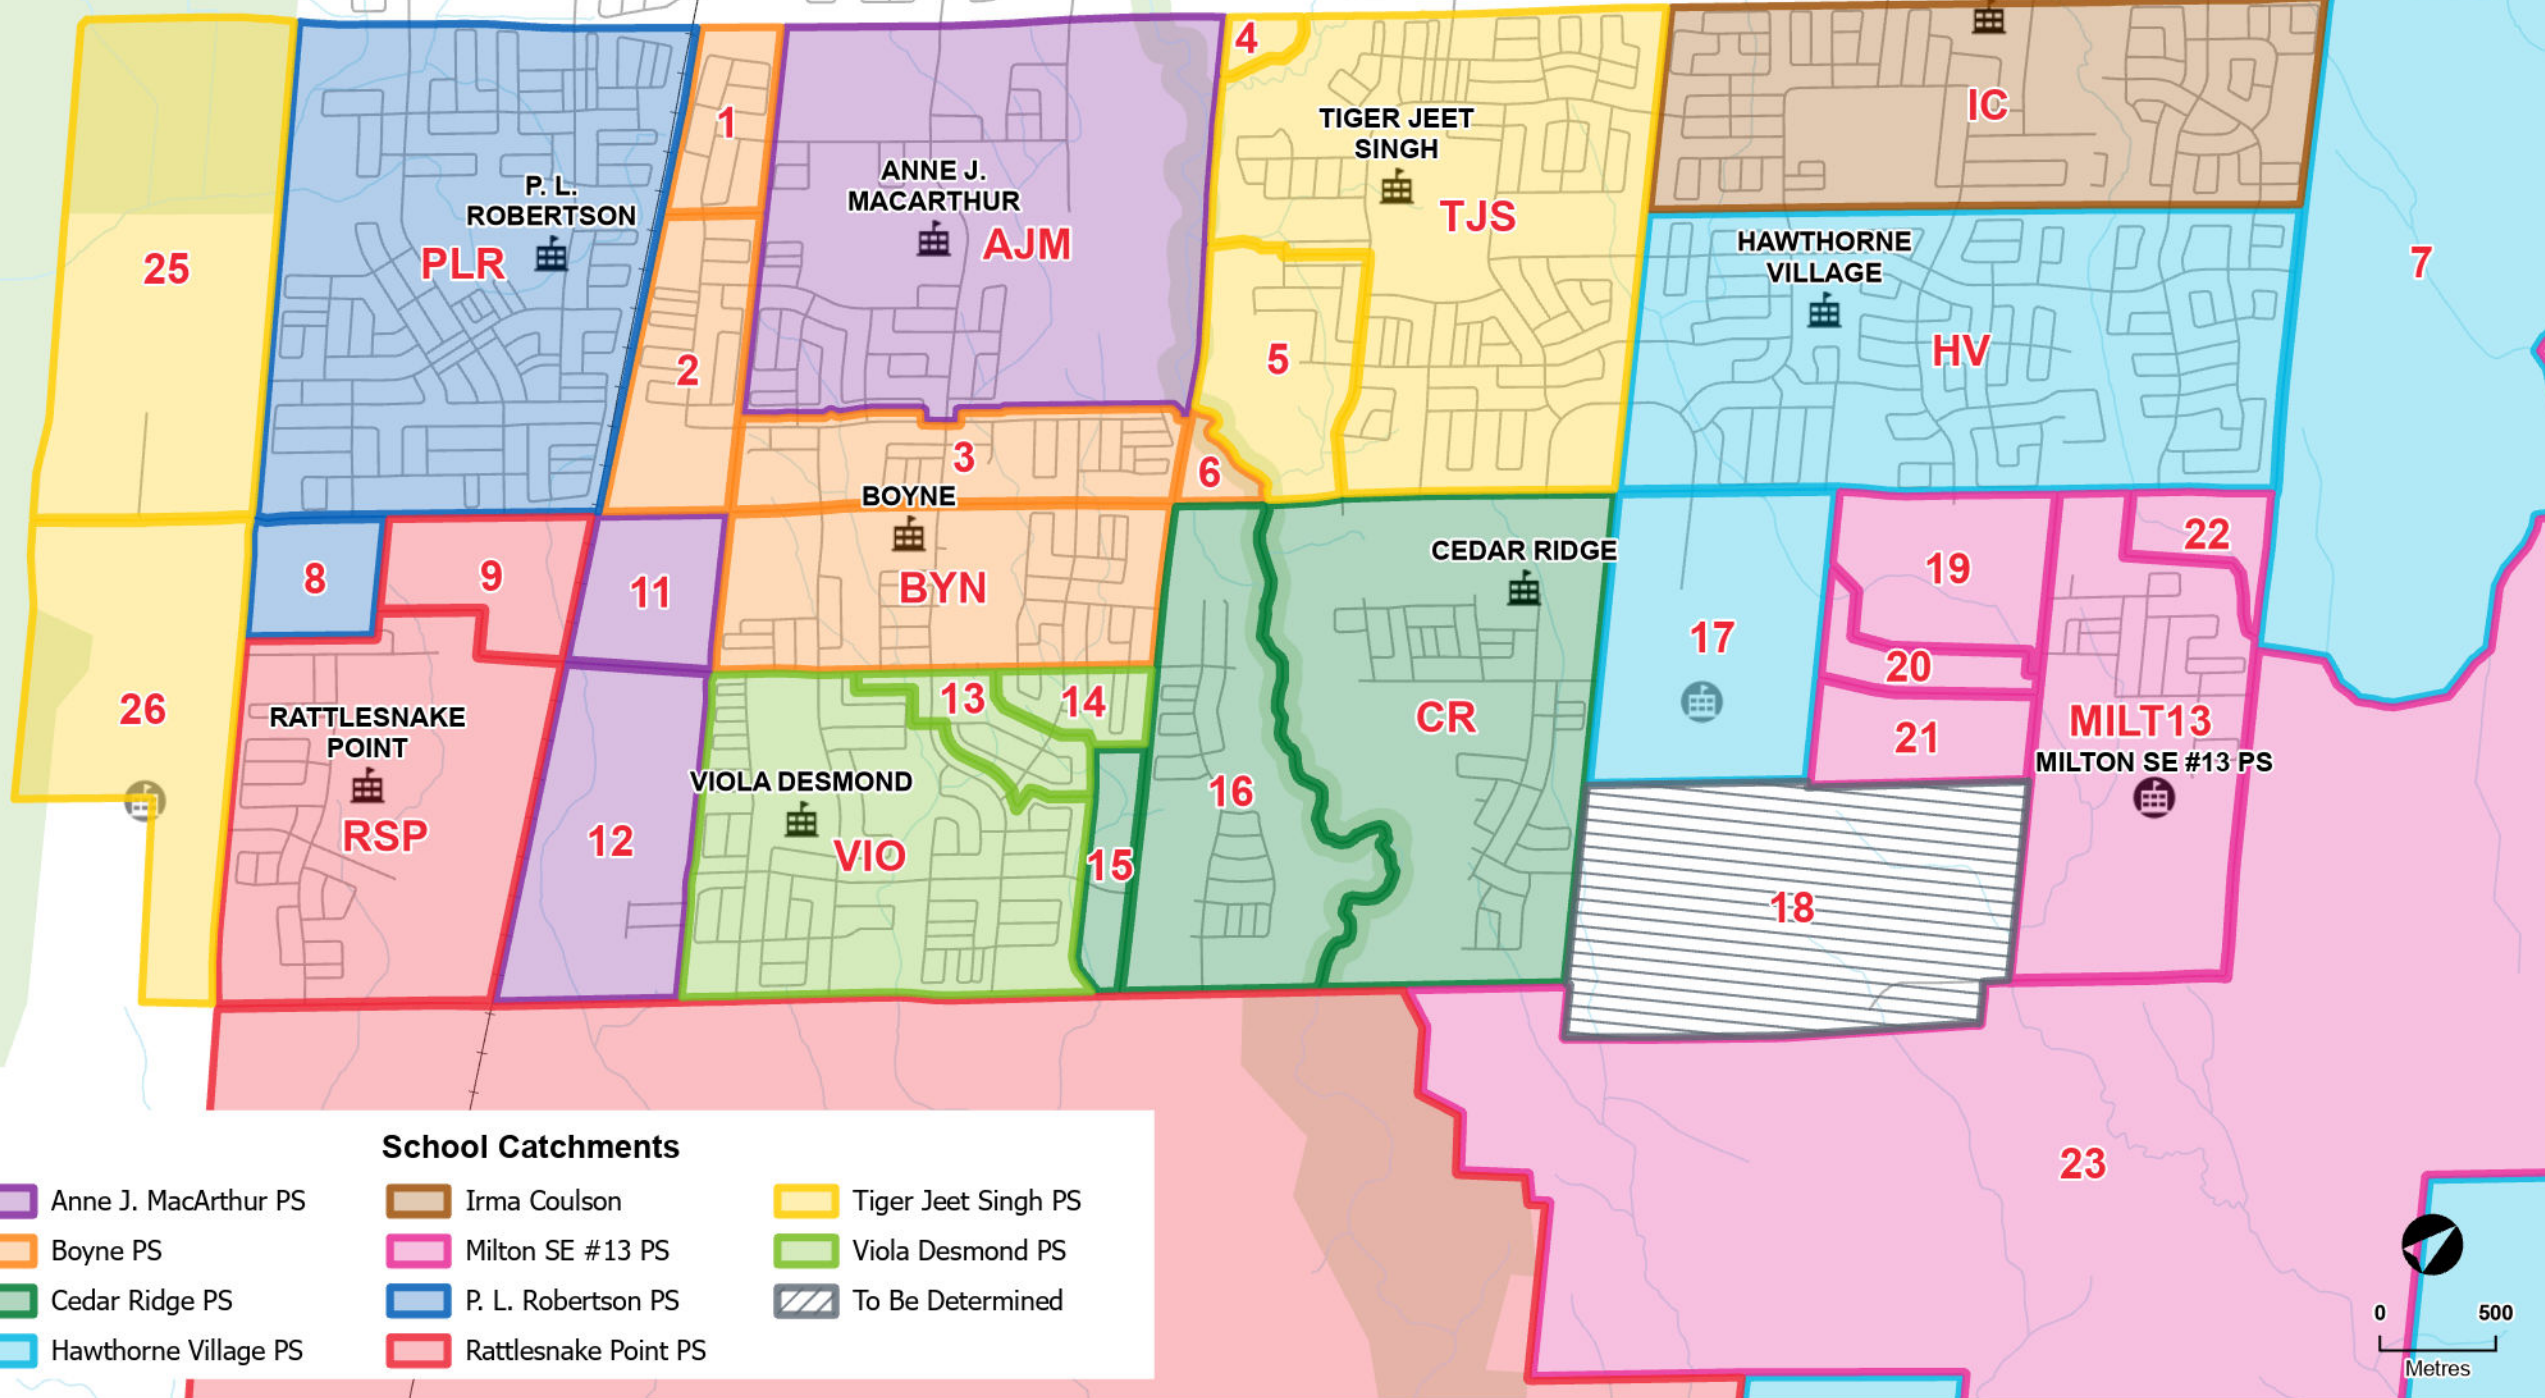 4
IC
1
TIGER JEET
SINGH
ANNE J.
MACARTHUR
P. L.
ROBERTSON
TJS
AJM
PLR
25
HAWTHORNE
VILLAGE
7
HV
5
2
3
6
BOYNE
BYN
CEDAR RIDGE
22
19
8
9
11
17
20
13
14
26
RATTLESNAKE
POINT
RSP
CR
MILT13
21
MILTON SE #13 PS
VIOLA DESMOND
VIO
12
16
15
18
23
School Catchments
Anne J. MacArthur PS
Boyne PS
Cedar Ridge PS
Hawthorne Village PS
Irma Coulson
Milton SE #13 PS
P. L. Robertson PS
Rattlesnake Point PS
Tiger Jeet Singh PS
Viola Desmond PS
To Be Determined
0 500
Metres